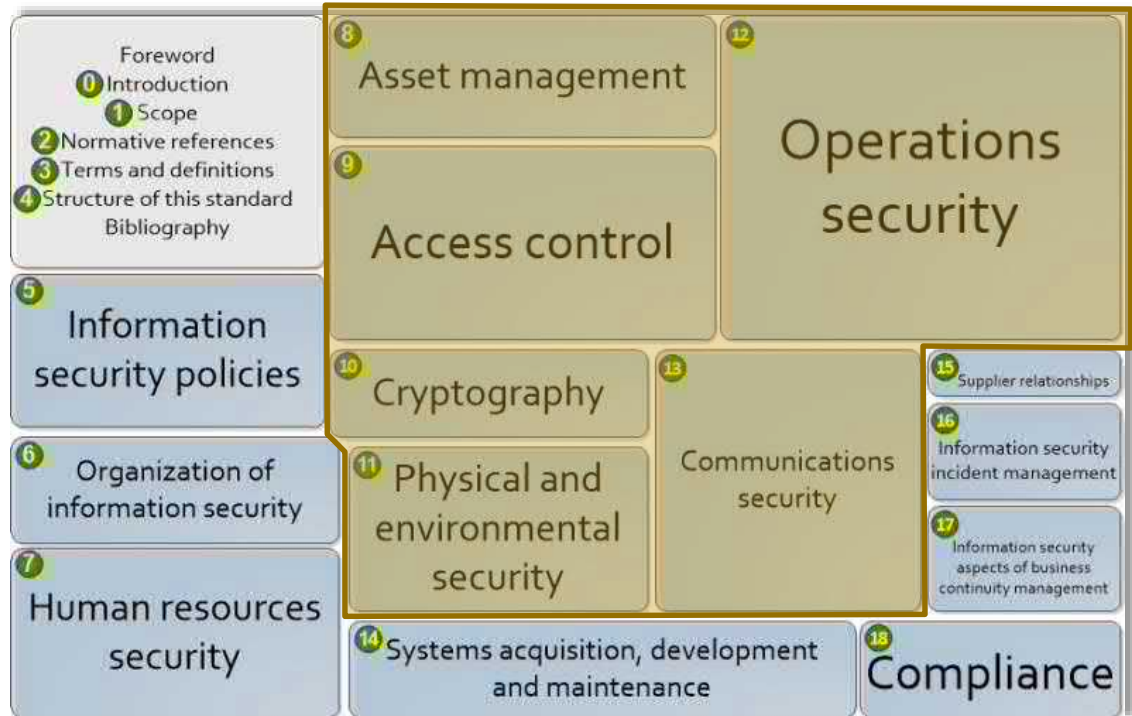 Foreword
0 Introduction
1 Scope
2 Normative references
3 Terms and definitions
4 Structure of this standard
Bibliography
5
Information
security policies
6
Organization of
information security
7
Human resources
security
8
Asset management
9
Access control
10
Cryptography
11
Physical and
environmental
security
12
Operations
security
13
Communications
security
14
Systems acquisition, development
and maintenance
15
Supplier relationships
16
Information security
incident management
17
Information security
aspects of business
continuity management
18
Compliance